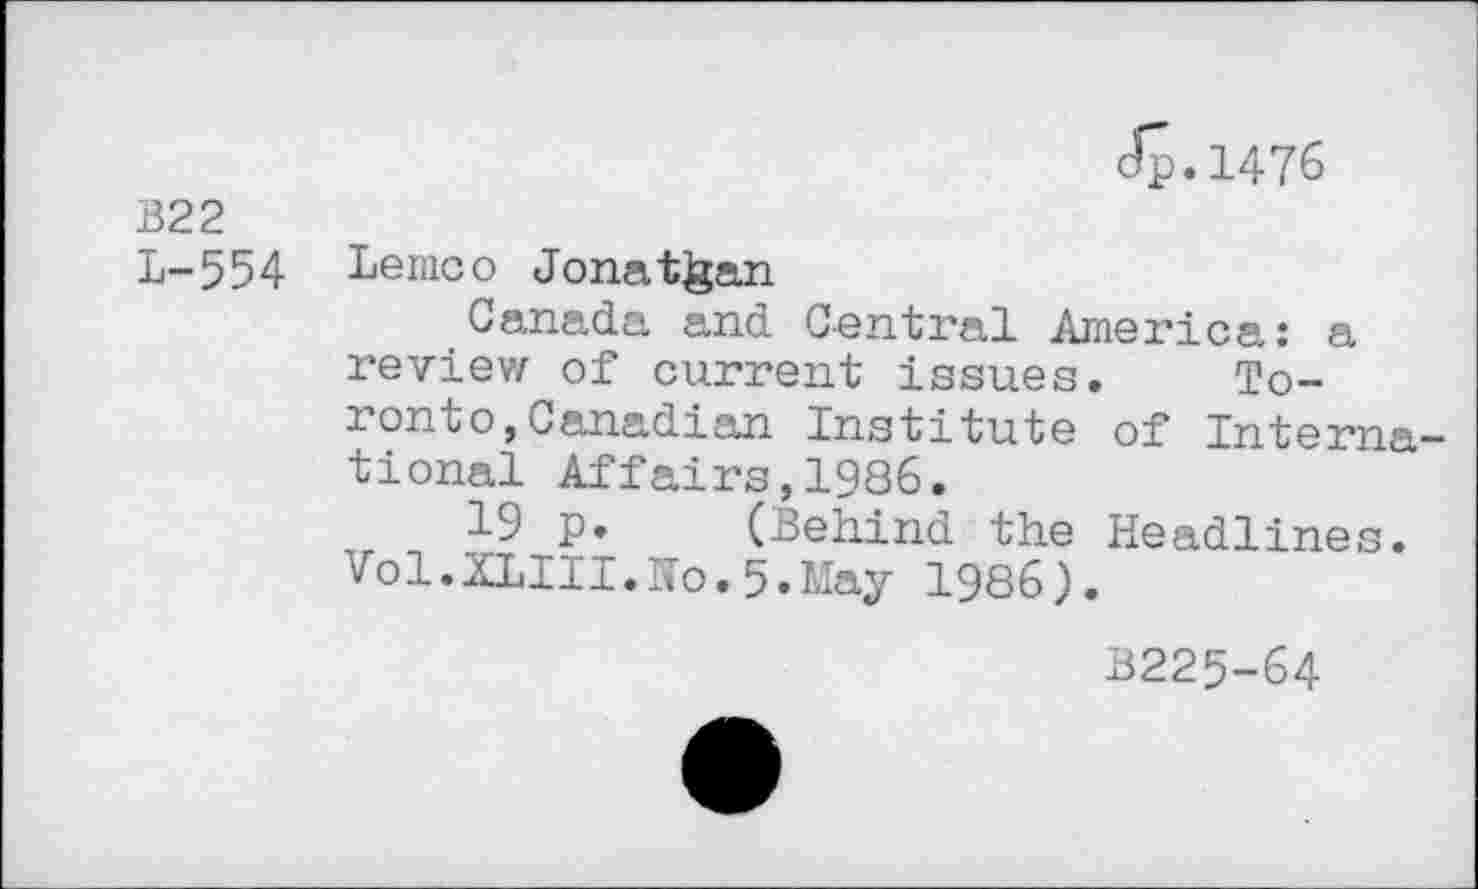 Jp.1476
B22
L-554 Lemco Jonatgan
Canada and Central America: a
review of current issues. To-
ronto,Canadian Institute of Interna-
tional Affairs,1986.
19 p. (Behind the Headlines.
Vol.XLIII.No.5.May 1986).
B225-64